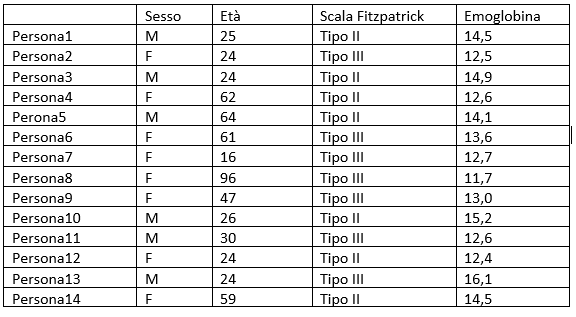 Sesso Età Scala Fitzpatrick Emoglobina
Persona1 M 25 Tipo II 14,5
Persona2 F 24 Tipo III 12,5
Persona3 M 24 Tipo II 14,9
Persona4 F 62 Tipo II 12,6
Perona5 M 64 Tipo II 14,1
Persona6 F 61 Tipo III 13,6
Persona7 F 16 Tipo III 12,7
Persona8 F 96 Tipo III 11,7
Persona9 F 47 Tipo III 13,0
Persona10 M 26 Tipo II 15,2
Persona11 M 30 Tipo III 12,6
Persona12 F 24 Tipo II 12,4
Persona13 M 24 Tipo III 16,1
Persona14 F 59 Tipo II 14,5